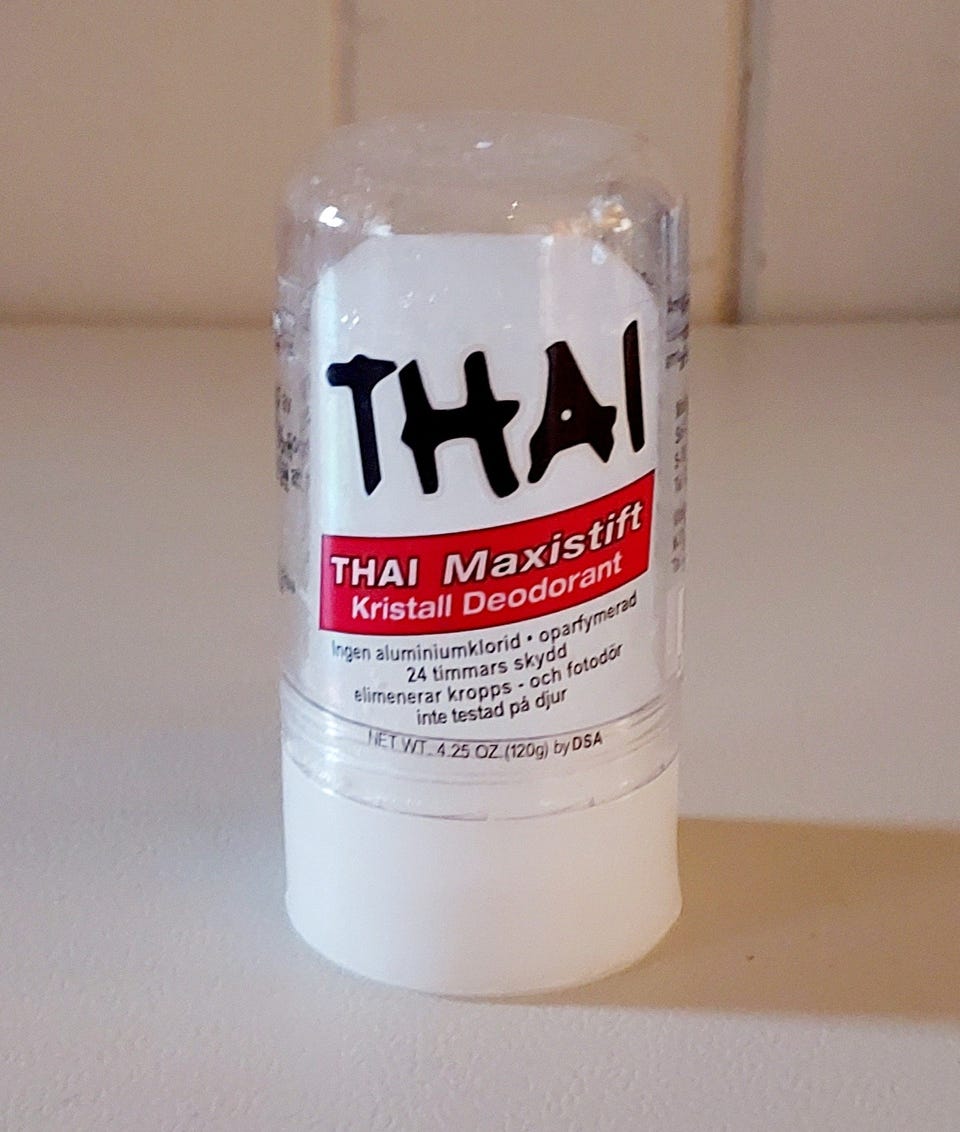 THAI
THAI Maxistift
Kristall Deodorant
Ingen aluminiumklorid • oparfymerad
24 timmars skydd
elimenerar kropps - och fotodör
inte testad på djur
NET WT. 4.25 OZ.(120g) by DSA